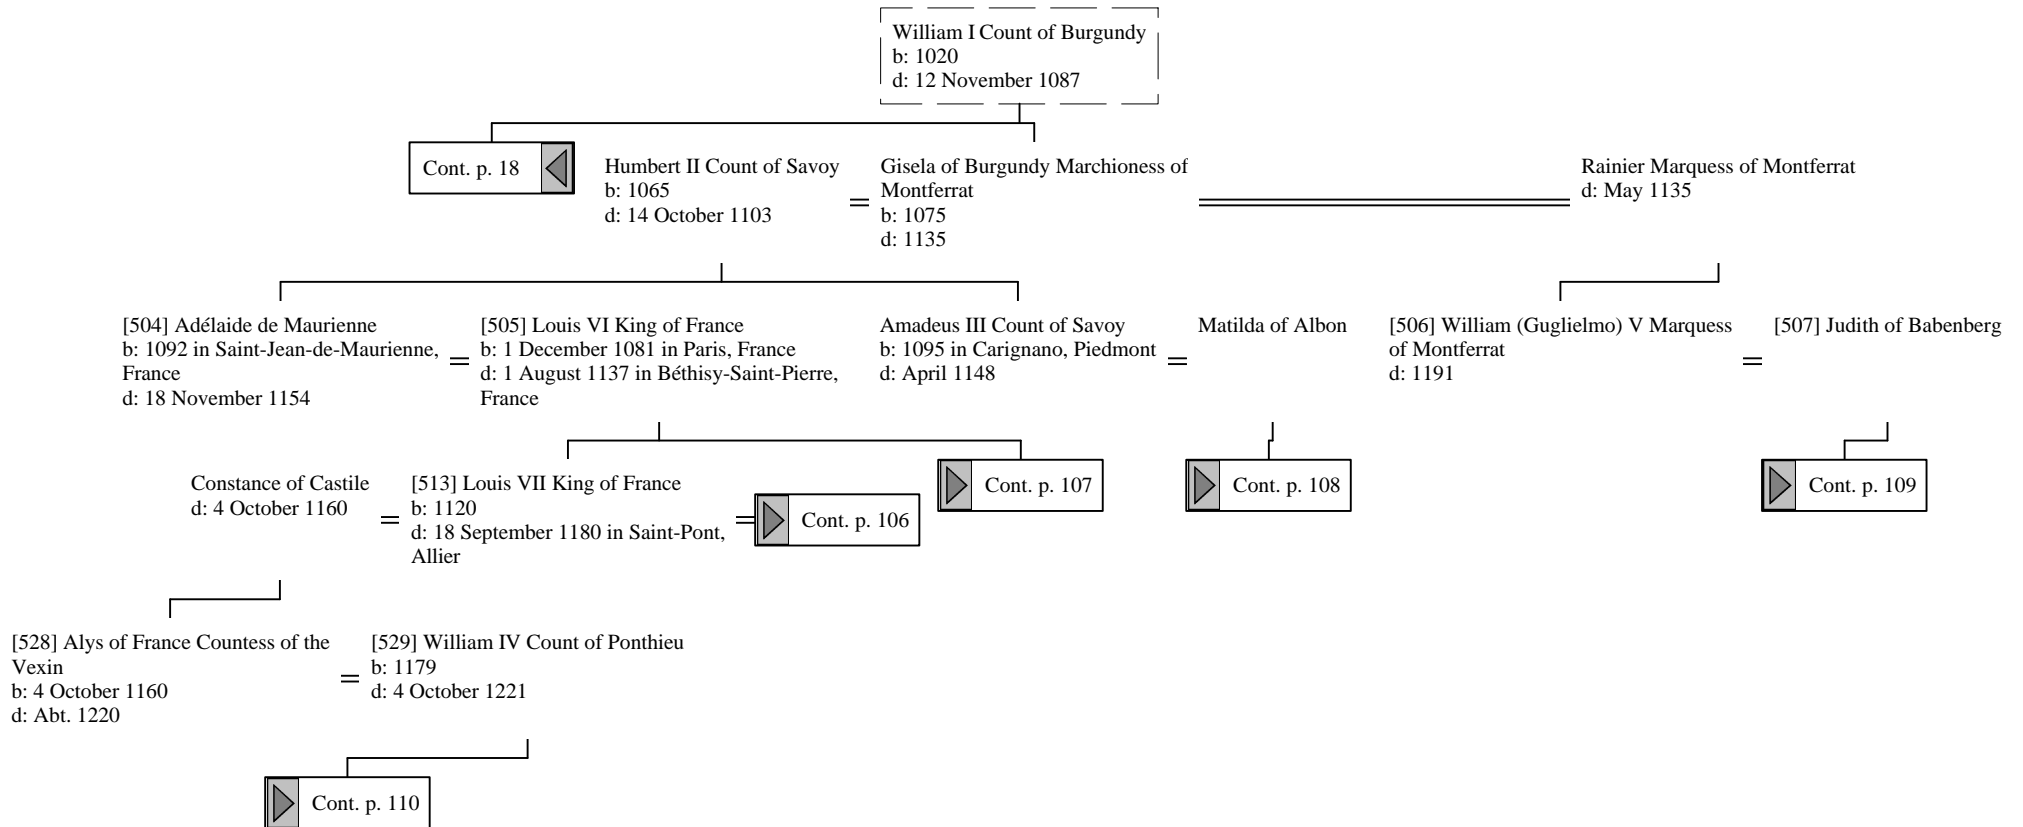 William I Count of Burgundy
b: 1020
d: 12 November 1087
Cont. p. 18
Humbert II Count of Savoy
b: 1065
d: 14 October 1103
Gisela of Burgundy Marchioness of
Montferrat
b: 1075
d: 1135
Rainier Marquess of Montferrat
d: May 1135
[504] Adélaide de Maurienne
b: 1092 in Saint-Jean-de-Maurienne,
France
d: 18 November 1154
[505] Louis VI King of France
b: 1 December 1081 in Paris, France
d: 1 August 1137 in Béthisy-Saint-Pierre,
France
Amadeus III Count of Savoy
b: 1095 in Carignano, Piedmont
d: April 1148
Matilda of Albon
[506] William (Guglielmo) V Marquess
of Montferrat
d: 1191
[507] Judith of Babenberg
Constance of Castile
d: 4 October 1160
[513] Louis VII King of France
b: 1120
d: 18 September 1180 in Saint-Pont,
Allier
Cont. p. 106
Cont. p. 107
Cont. p. 108
Cont. p. 109
[528] Alys of France Countess of the
Vexin
b: 4 October 1160
d: Abt. 1220
[529] William IV Count of Ponthieu
b: 1179
d: 4 October 1221
Cont. p. 110